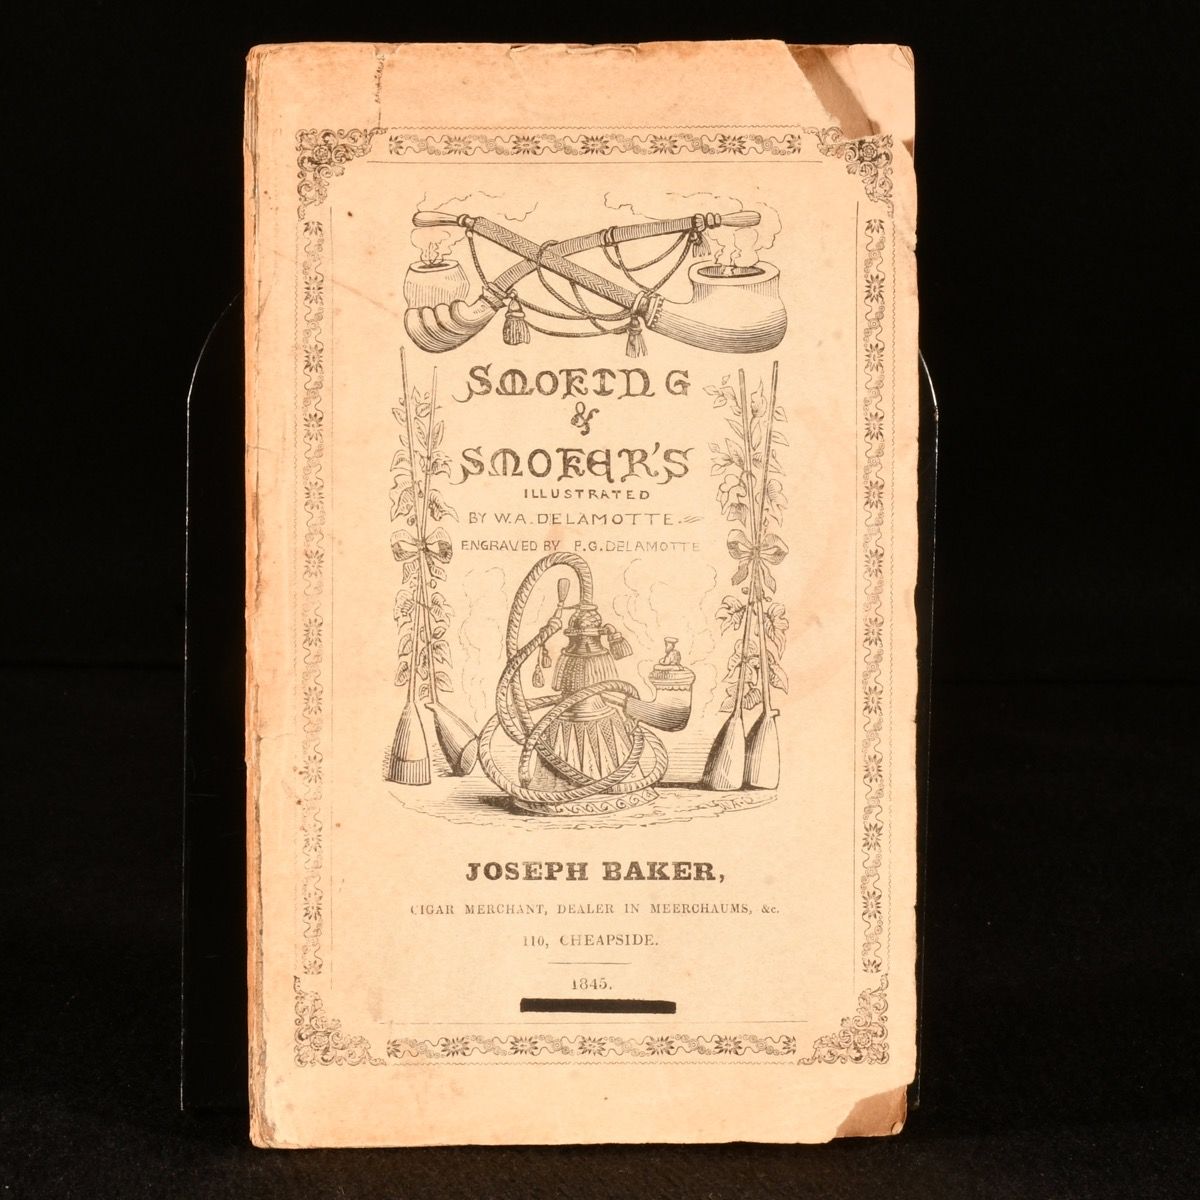 SMOKING
&
SMOKER'S
ILLUSTRATED
BY W.A. DELAMOTTE.
ENGRAVED BY F.G. DELAMOTTE
W.A.D
JOSEPH BAKER,
CIGAR MERCHANT, DEALER IN MEERCHAUMS, &c.
110, CHEAPSIDE.
1845.